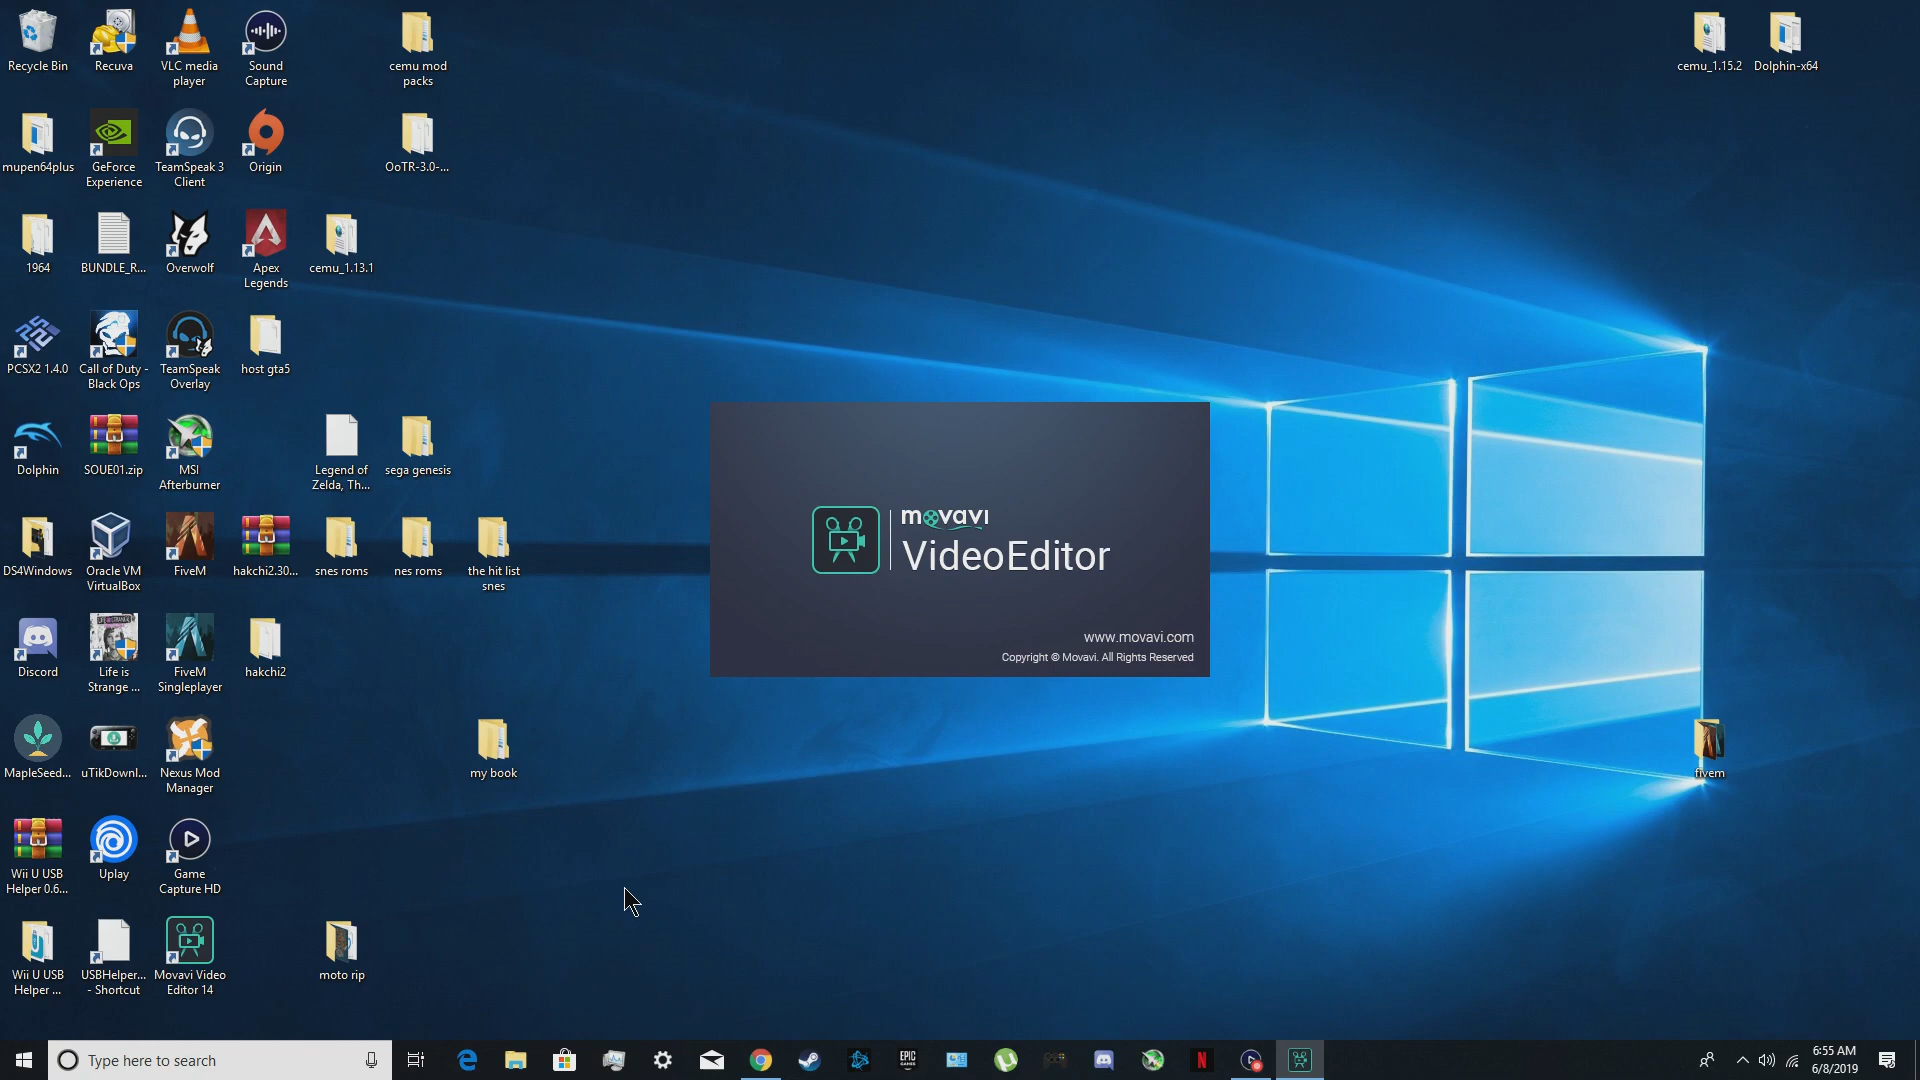 Recycle Bin
Recuva
VLC media
player
Sound
Capture
cemu mod
packs
cemu_1.15.2
Dolphin-x64
mupen64plus
GeForce
Experience
TeamSpeak 3
Client
Origin
OoTR-3.0-...
1964
BUNDLE_R...
Overwolf
Apex
Legends
cemu_1.13.1
PCSX2 1.4.0
Call of Duty -
Black Ops
TeamSpeak
Overlay
host gta5
Dolphin
SOUE01.zip
MSI
Afterburner
Legend of
Zelda, Th...
sega genesis
DS4Windows
Oracle VM
VirtualBox
FiveM
hakchi2.30...
snes roms
nes roms
the hit list
snes
movavi
VideoEditor
www.movavi.com
Copyright © Movavi. All Rights Reserved
Discord
Life is
Strange ...
FiveM
Singleplayer
hakchi2
MapleSeed...
uTikDownl...
Nexus Mod
Manager
my book
fivem
Wii U USB
Helper 0.6...
Uplay
Game
Capture HD
Wii U USB
Helper ...
USBHelper...
- Shortcut
Movavi Video
Editor 14
moto rip
Type here to search
EPIC
GAMES
N
6:55 AM
6/8/2019